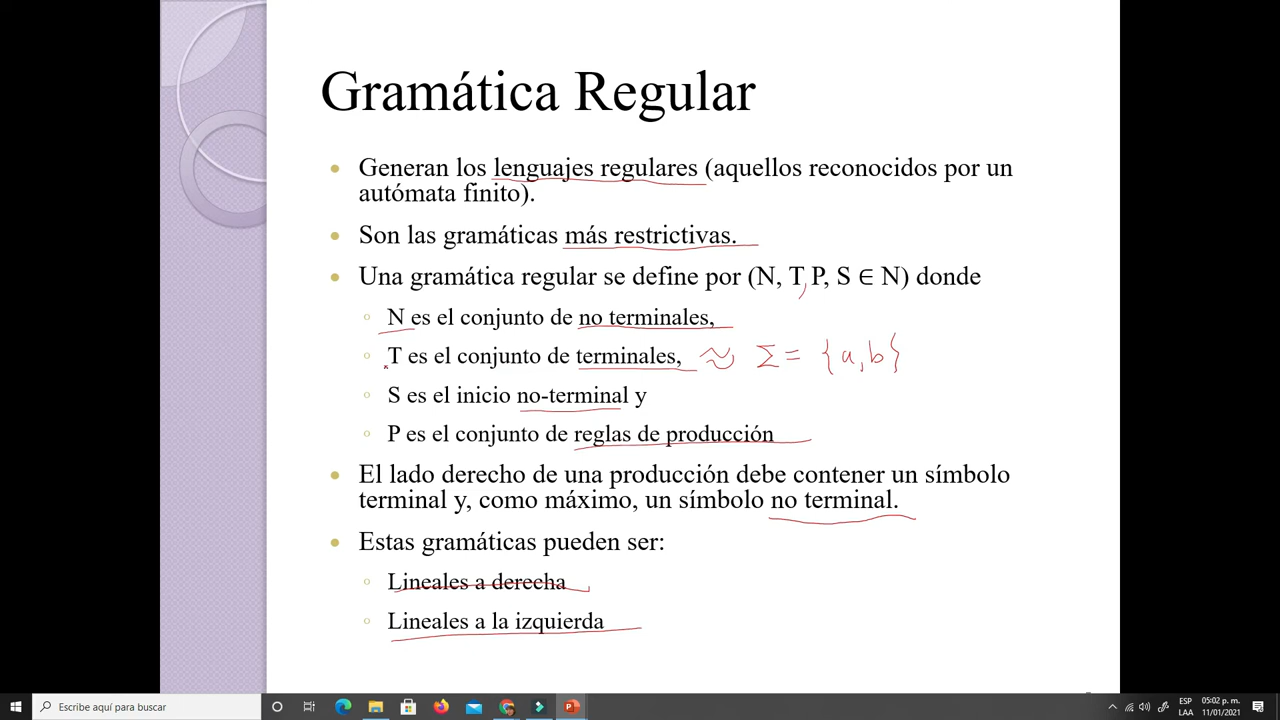 Gramática Regular
Generan los lenguajes regulares (aquellos reconocidos por un
autómata finito).
Son las gramáticas más restrictivas.
Una gramática regular se define por (N, T, P, S ∈ N) donde
N es el conjunto de no terminales,
T es el conjunto de terminales, ≈ Σ = {a, b}
S es el inicio no-terminal y
P es el conjunto de reglas de producción
El lado derecho de una producción debe contener un símbolo
terminal y, como máximo, un símbolo no terminal.
Estas gramáticas pueden ser:
Lineales a derecha
Lineales a la izquierda
Escribe aquí para buscar
ESP
LAA
05:02 p. m.
11/01/2021